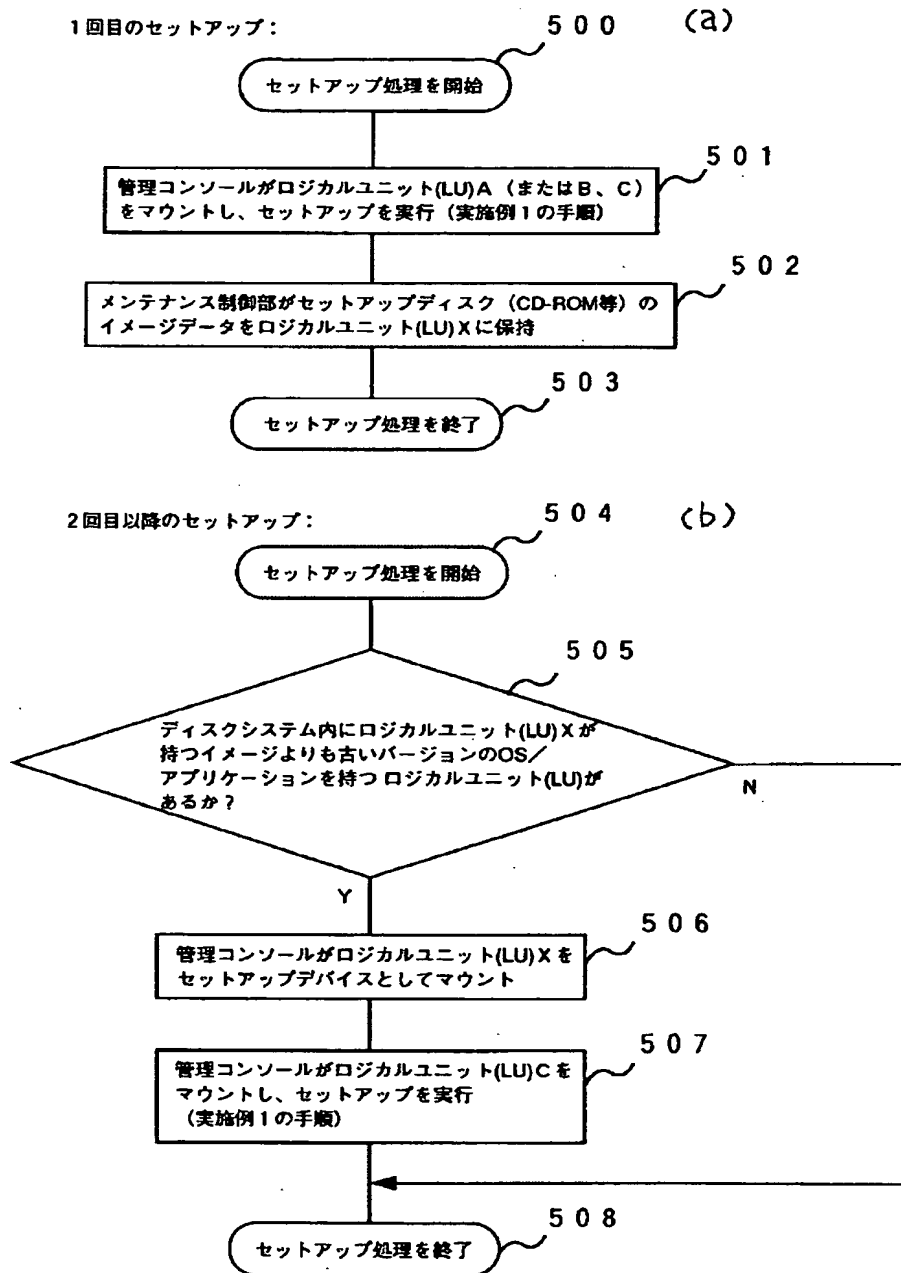 1回目のセットアップ：
500
(a)
セットアップ処理を開始
501
管理コンソールがロジカルユニット(LU)A（またはB、C）
をマウントし、セットアップを実行（実施例1の手順）
502
メンテナンス制御部がセットアップディスク（CD-ROM等）の
イメージデータをロジカルユニット(LU)Xに保持
503
セットアップ処理を終了
2回目以降のセットアップ：
504
(b)
セットアップ処理を開始
505
ディスクシステム内にロジカルユニット(LU)Xが
持つイメージよりも古いバージョンのOS／
アプリケーションを持つロジカルユニット(LU)が
あるか？
N
Y
506
管理コンソールがロジカルユニット(LU)Xを
セットアップデバイスとしてマウント
507
管理コンソールがロジカルユニット(LU)Cを
マウントし、セットアップを実行
（実施例1の手順）
508
セットアップ処理を終了